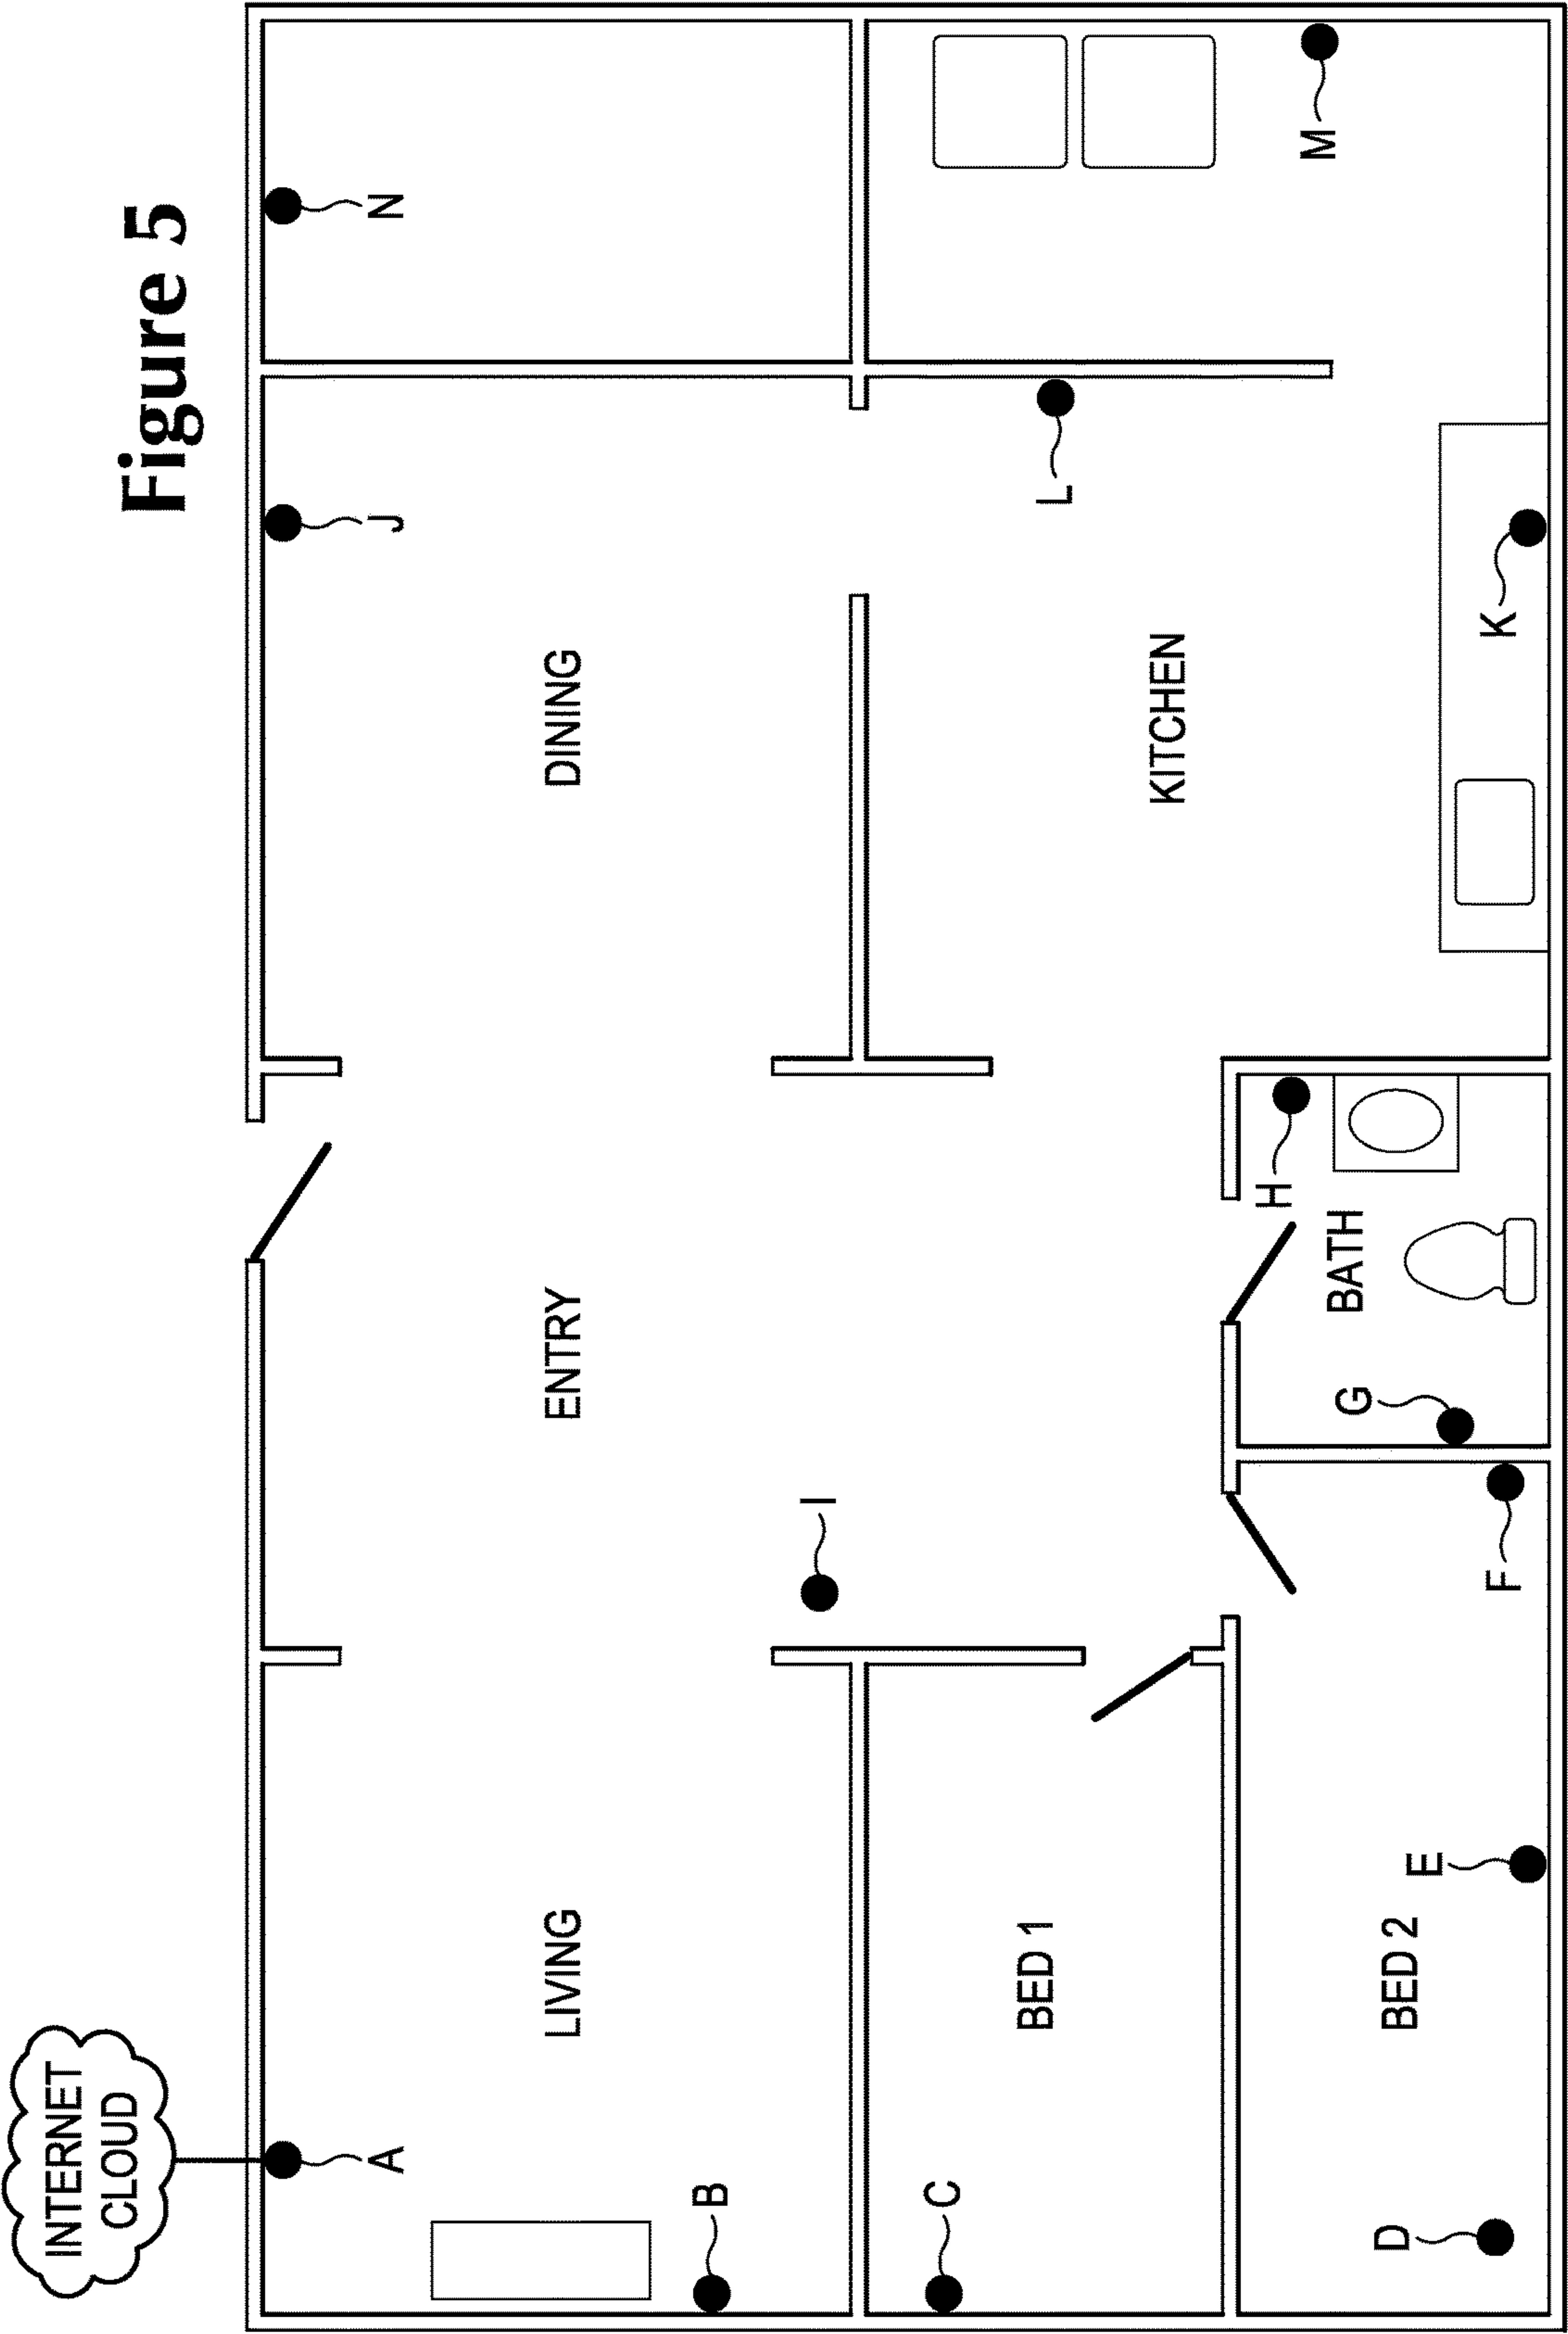 Figure 5
INTERNET
CLOUD
A
J
N
LIVING
ENTRY
DINING
B
I
C
L
BED 1
KITCHEN
H
M
BATH
G
D
BED 2
E
F
K